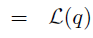 = ℒ(q)